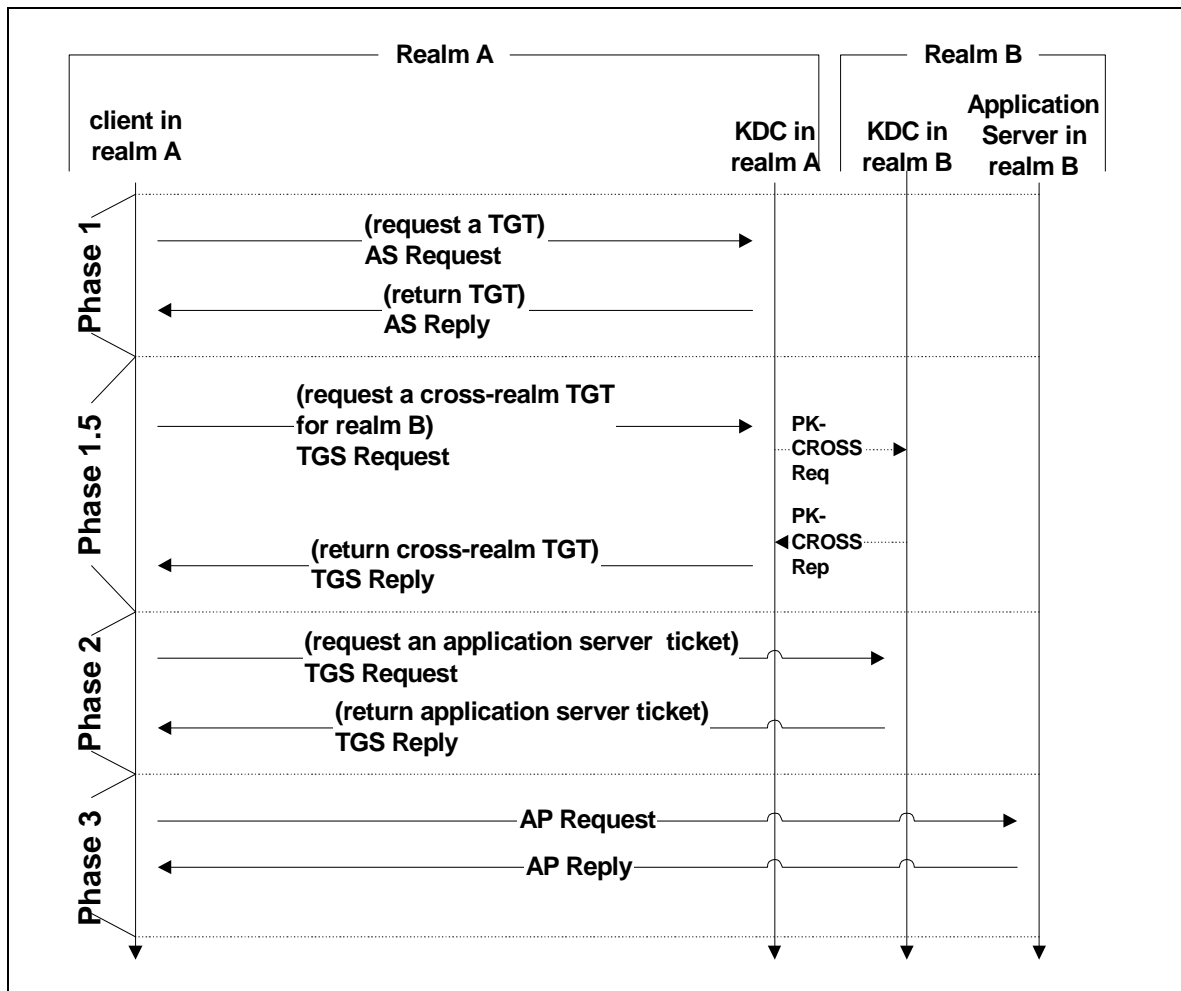 Realm A
Realm B
client in
realm A
KDC in
realm A
KDC in
realm B
Application
Server in
realm B
Phase 1
(request a TGT)
AS Request
(return TGT)
AS Reply
Phase 1.5
(request a cross-realm TGT
for realm B)
TGS Request
PK-
CROSS
Req
PK-
CROSS
Rep
(return cross-realm TGT)
TGS Reply
Phase 2
(request an application server ticket)
TGS Request
(return application server ticket)
TGS Reply
Phase 3
AP Request
AP Reply